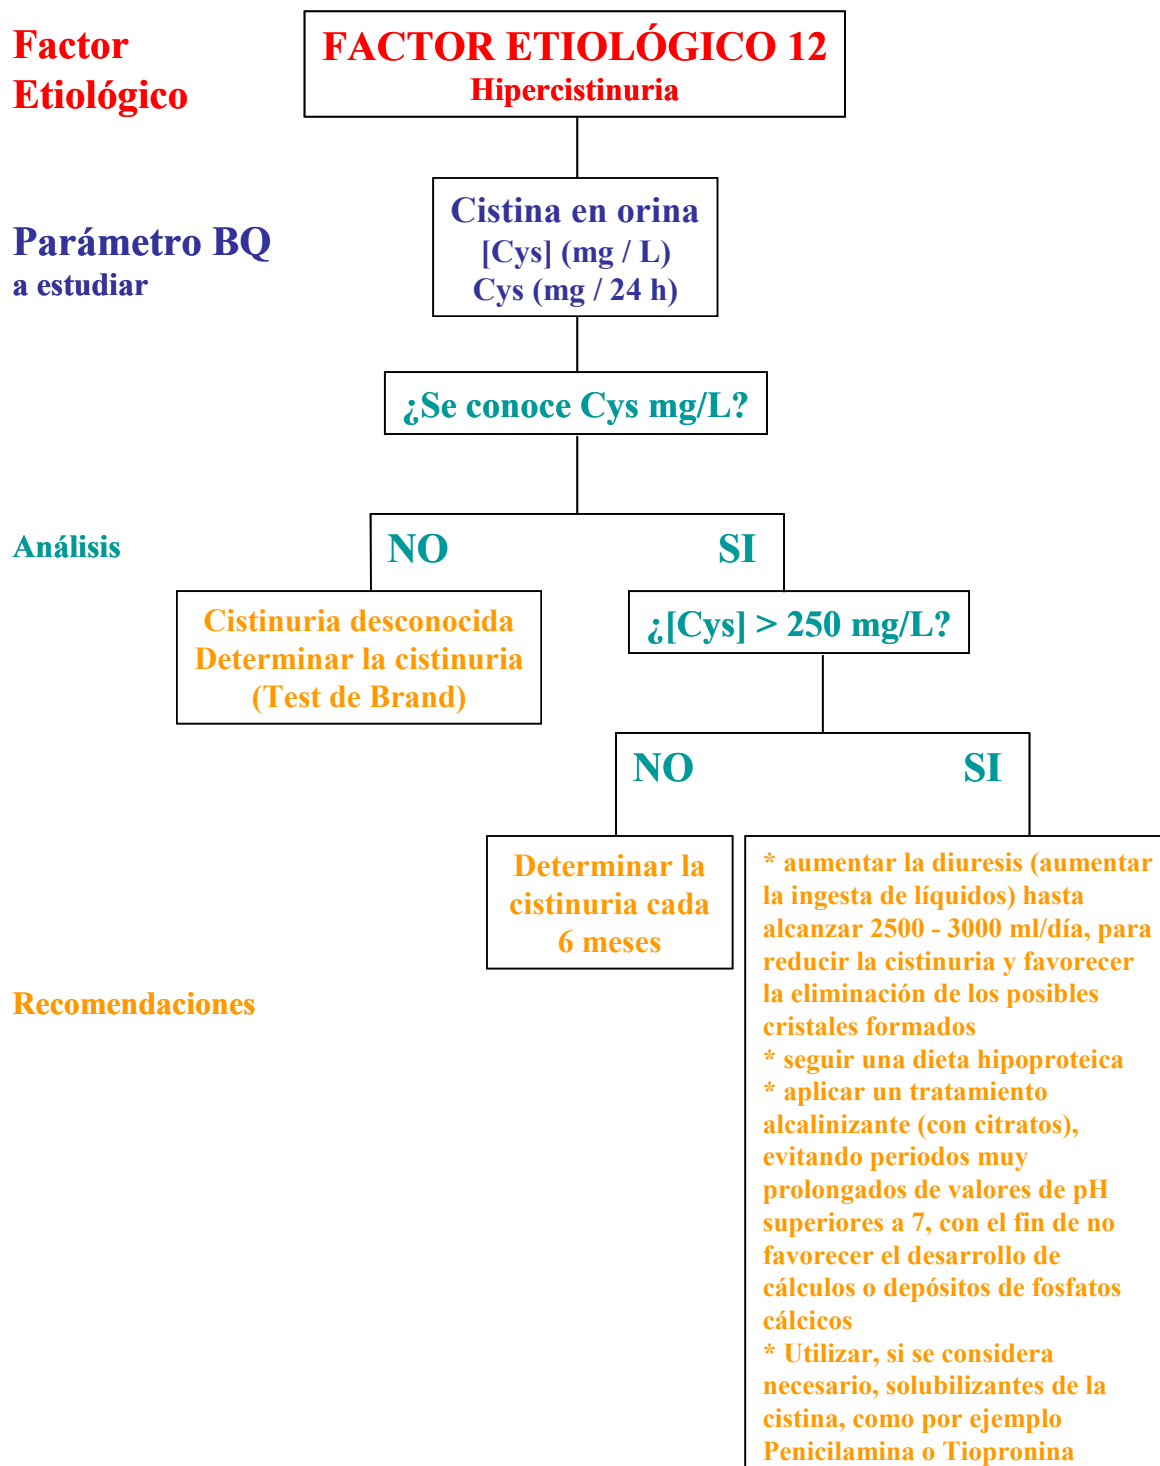 Factor
Etiológico
FACTOR ETIOLÓGICO 12
Hipercistinuria
Parámetro BQ
a estudiar
Cistina en orina
[Cys] (mg / L)
Cys (mg / 24 h)
¿Se conoce Cys mg/L?
Análisis
NO
SI
Cistinuria desconocida
Determinar la cistinuria
(Test de Brand)
¿[Cys] > 250 mg/L?
NO
SI
Determinar la
cistinuria cada
6 meses
Recomendaciones
* aumentar la diuresis (aumentar
la ingesta de líquidos) hasta
alcanzar 2500 - 3000 ml/día, para
reducir la cistinuria y favorecer
la eliminación de los posibles
cristales formados
* seguir una dieta hipoproteica
* aplicar un tratamiento
alcalinizante (con citratos),
evitando periodos muy
prolongados de valores de pH
superiores a 7, con el fin de no
favorecer el desarrollo de
cálculos o depósitos de fosfatos
cálcicos
* Utilizar, si se considera
necesario, solubilizantes de la
cistina, como por ejemplo
Penicilamina o Tiopronina